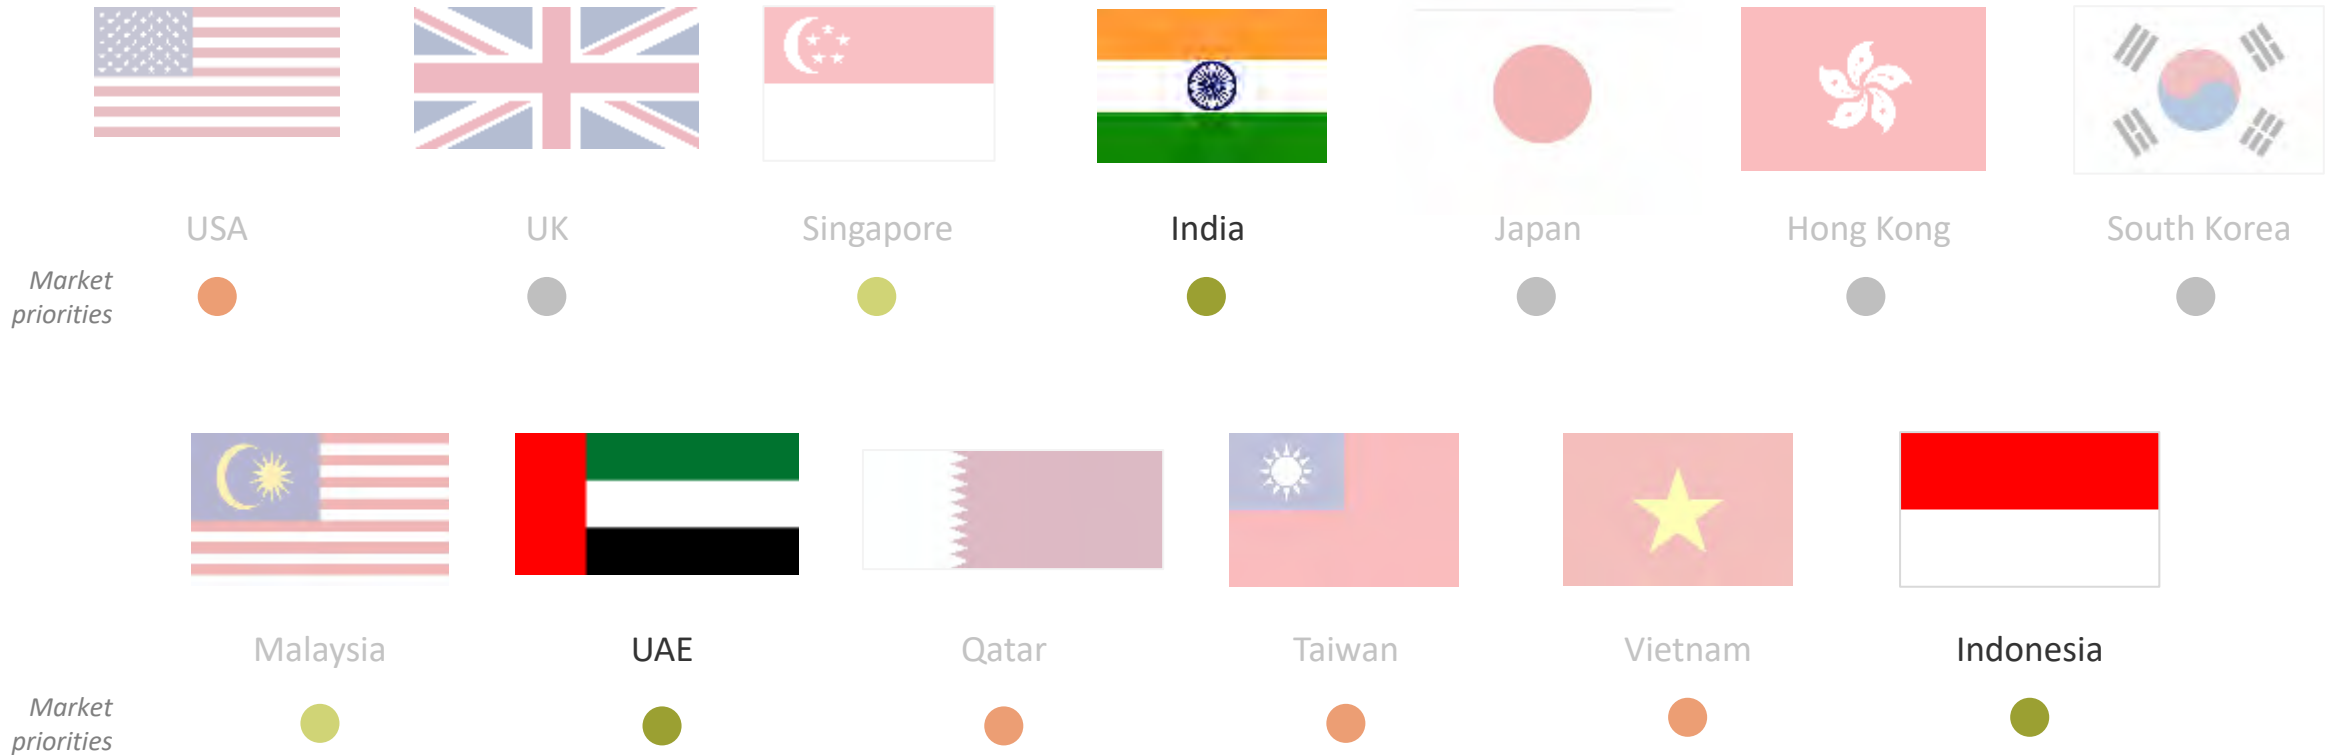 USA
UK
Singapore
India
Japan
Hong Kong
South Korea
Market
priorities
Malaysia
UAE
Qatar
Taiwan
Vietnam
Indonesia
Market
priorities